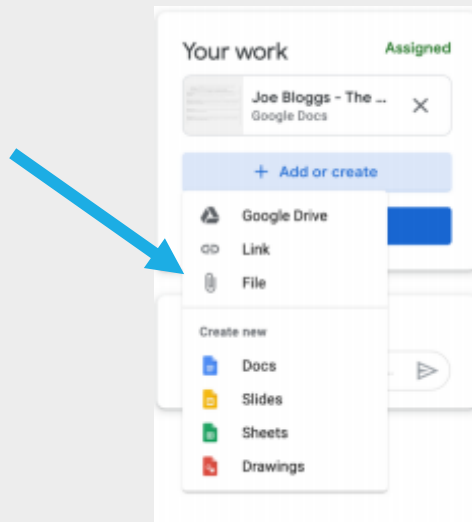 Your work
Assigned
Joe Bloggs - The ...
Google Docs
+ Add or create
Google Drive
Link
File
Create new
Docs
Slides
Sheets
Drawings